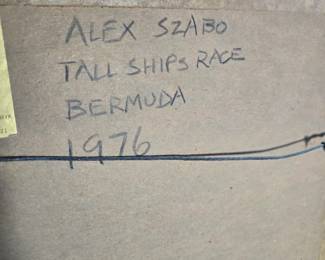 ALEX SZABO
TALL SHIPS RACE
BERMUDA
1976